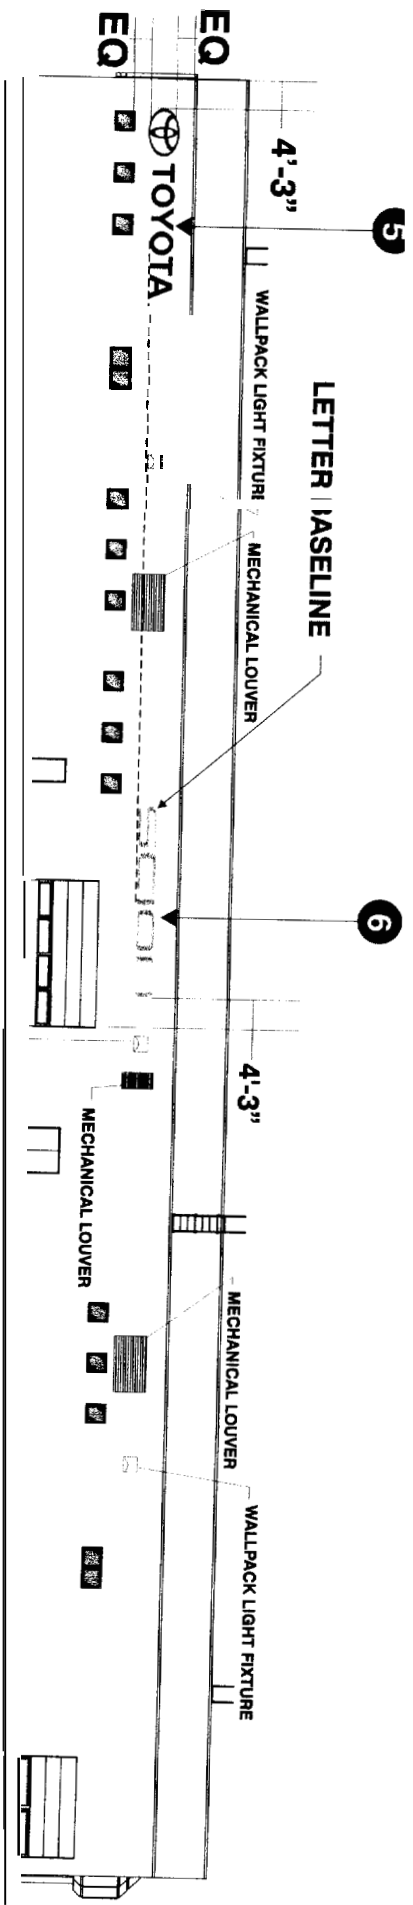 EQ
EQ
4'-3"
5
TOYOTA
WALLPACK LIGHT FIXTURE
LETTER BASELINE
MECHANICAL LOUVER
6
4'-3"
MECHANICAL LOUVER
MECHANICAL LOUVER
WALLPACK LIGHT FIXTURE